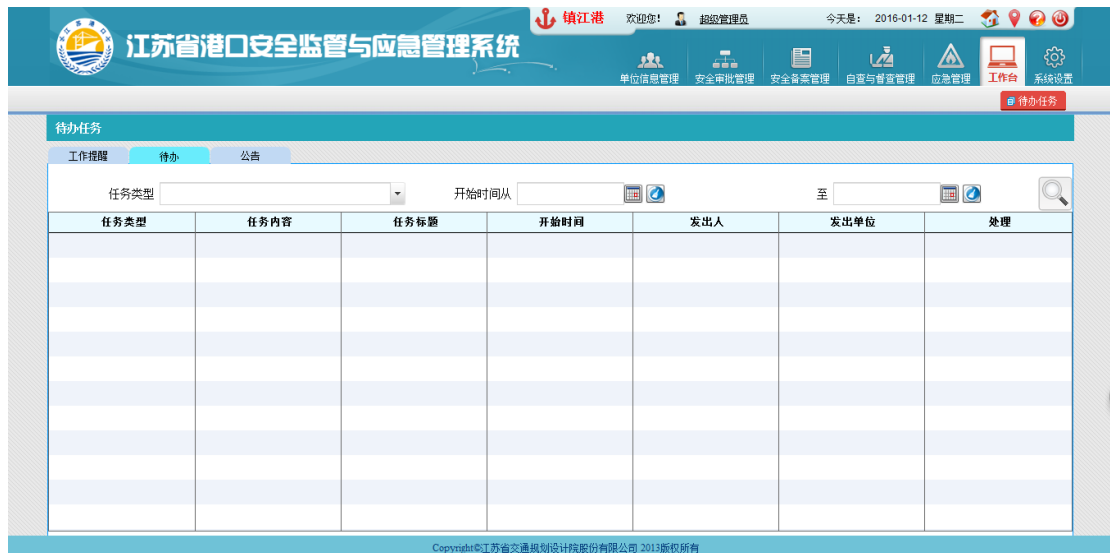 镇江港 欢迎您! 超级管理员 今天是: 2016-01-12 星期二
江苏省港口安全监管与应急管理系统
单位信息管理 安全审批管理 安全备案管理 自查与督查管理 应急管理 工作台 系统设置
待办任务
待办任务
工作提醒 待办 公告
任务类型 开始时间从 至
任务类型 任务内容 任务标题 开始时间 发出人 发出单位 处理
Copyright©江苏省交通规划设计院股份有限公司 2013版权所有